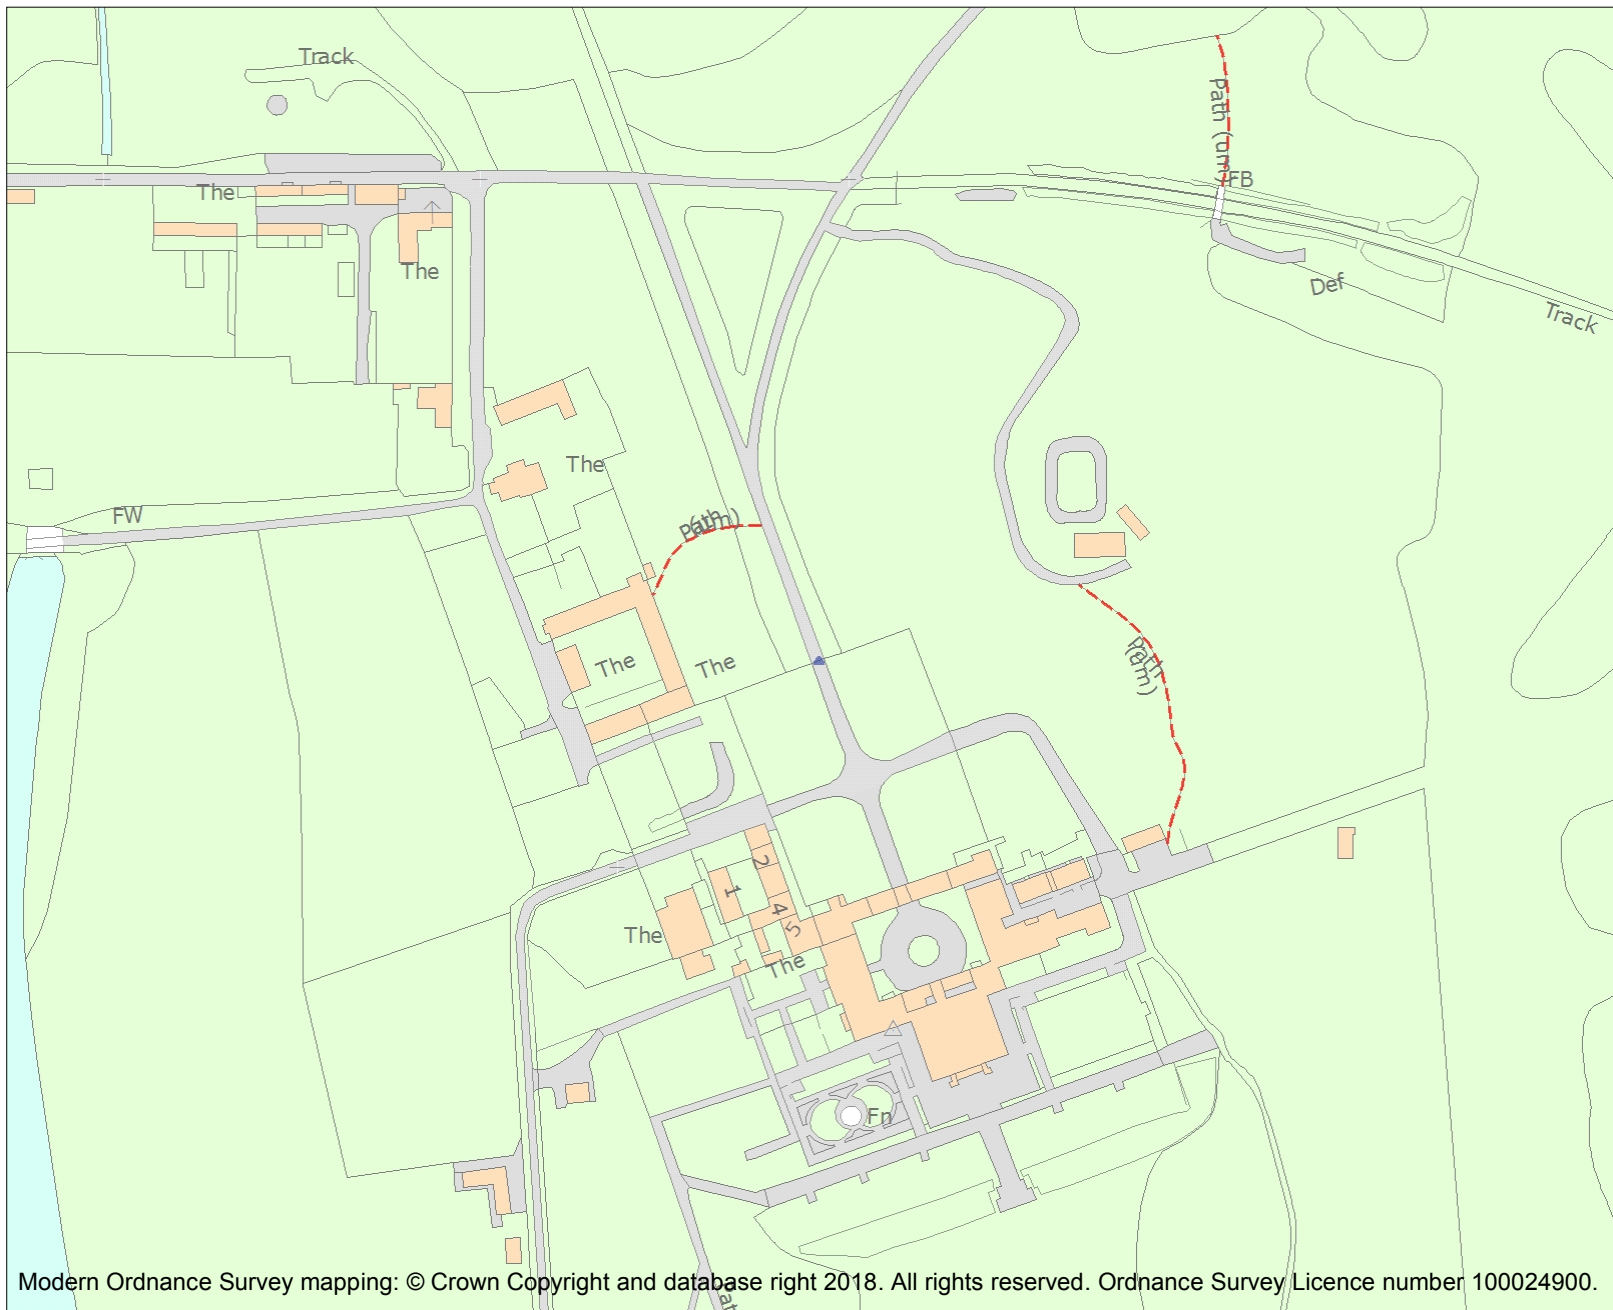 Track
Path (um)
FB
The
The
Def
Track
The
FW
Path (um)
The
The
Path (um)
2
1
4
5
The
The
Fn
Modern Ordnance Survey mapping: © Crown Copyright and database right 2018. All rights reserved. Ordnance Survey Licence number 100024900.